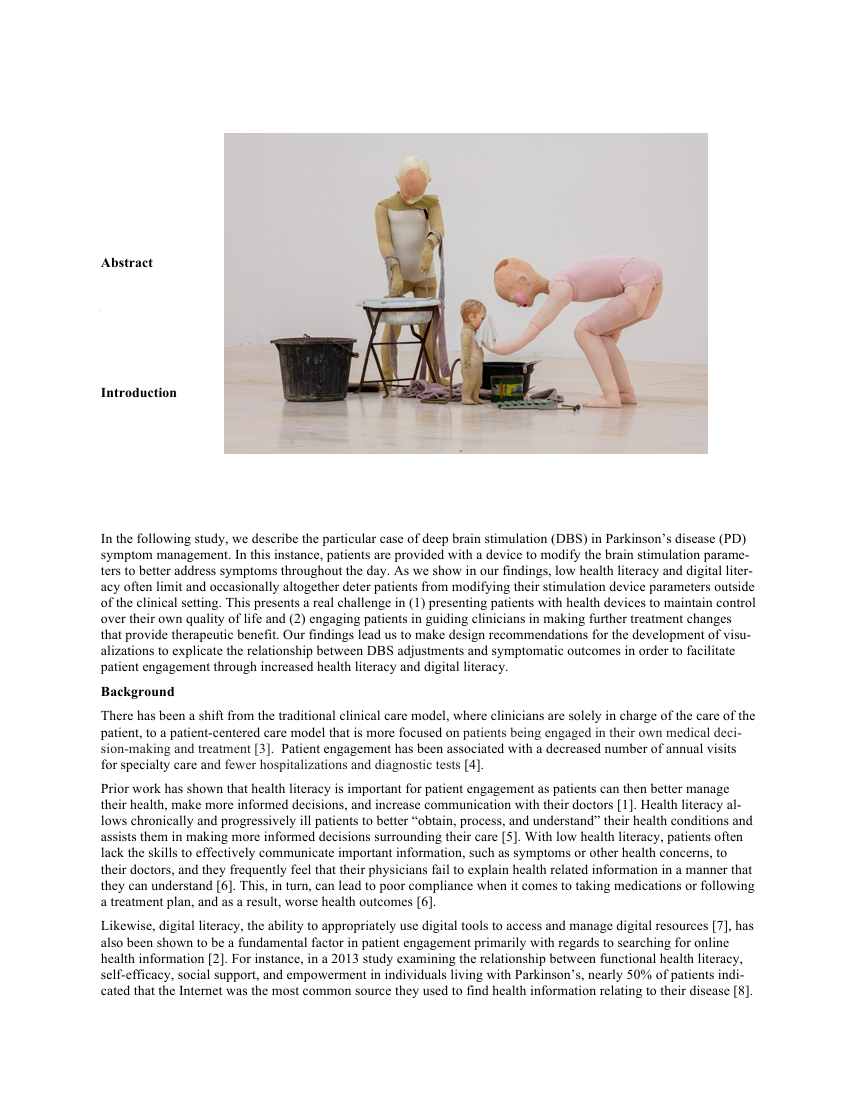 Abstract
Introduction
In the following study, we describe the particular case of deep brain stimulation (DBS) in Parkinson’s disease (PD)
symptom management. In this instance, patients are provided with a device to modify the brain stimulation parame-
ters to better address symptoms throughout the day. As we show in our findings, low health literacy and digital liter-
acy often limit and occasionally altogether deter patients from modifying their stimulation device parameters outside
of the clinical setting. This presents a real challenge in (1) presenting patients with health devices to maintain control
over their own quality of life and (2) engaging patients in guiding clinicians in making further treatment changes
that provide therapeutic benefit. Our findings lead us to make design recommendations for the development of visu-
alizations to explicate the relationship between DBS adjustments and symptomatic outcomes in order to facilitate
patient engagement through increased health literacy and digital literacy.
Background
There has been a shift from the traditional clinical care model, where clinicians are solely in charge of the care of the
patient, to a patient-centered care model that is more focused on patients being engaged in their own medical deci-
sion-making and treatment [3].  Patient engagement has been associated with a decreased number of annual visits
for specialty care and fewer hospitalizations and diagnostic tests [4].
Prior work has shown that health literacy is important for patient engagement as patients can then better manage
their health, make more informed decisions, and increase communication with their doctors [1]. Health literacy al-
lows chronically and progressively ill patients to better “obtain, process, and understand” their health conditions and
assists them in making more informed decisions surrounding their care [5]. With low health literacy, patients often
lack the skills to effectively communicate important information, such as symptoms or other health concerns, to
their doctors, and they frequently feel that their physicians fail to explain health related information in a manner that
they can understand [6]. This, in turn, can lead to poor compliance when it comes to taking medications or following
a treatment plan, and as a result, worse health outcomes [6].
Likewise, digital literacy, the ability to appropriately use digital tools to access and manage digital resources [7], has
also been shown to be a fundamental factor in patient engagement primarily with regards to searching for online
health information [2]. For instance, in a 2013 study examining the relationship between functional health literacy,
self-efficacy, social support, and empowerment in individuals living with Parkinson’s, nearly 50% of patients indi-
cated that the Internet was the most common source they used to find health information relating to their disease [8].